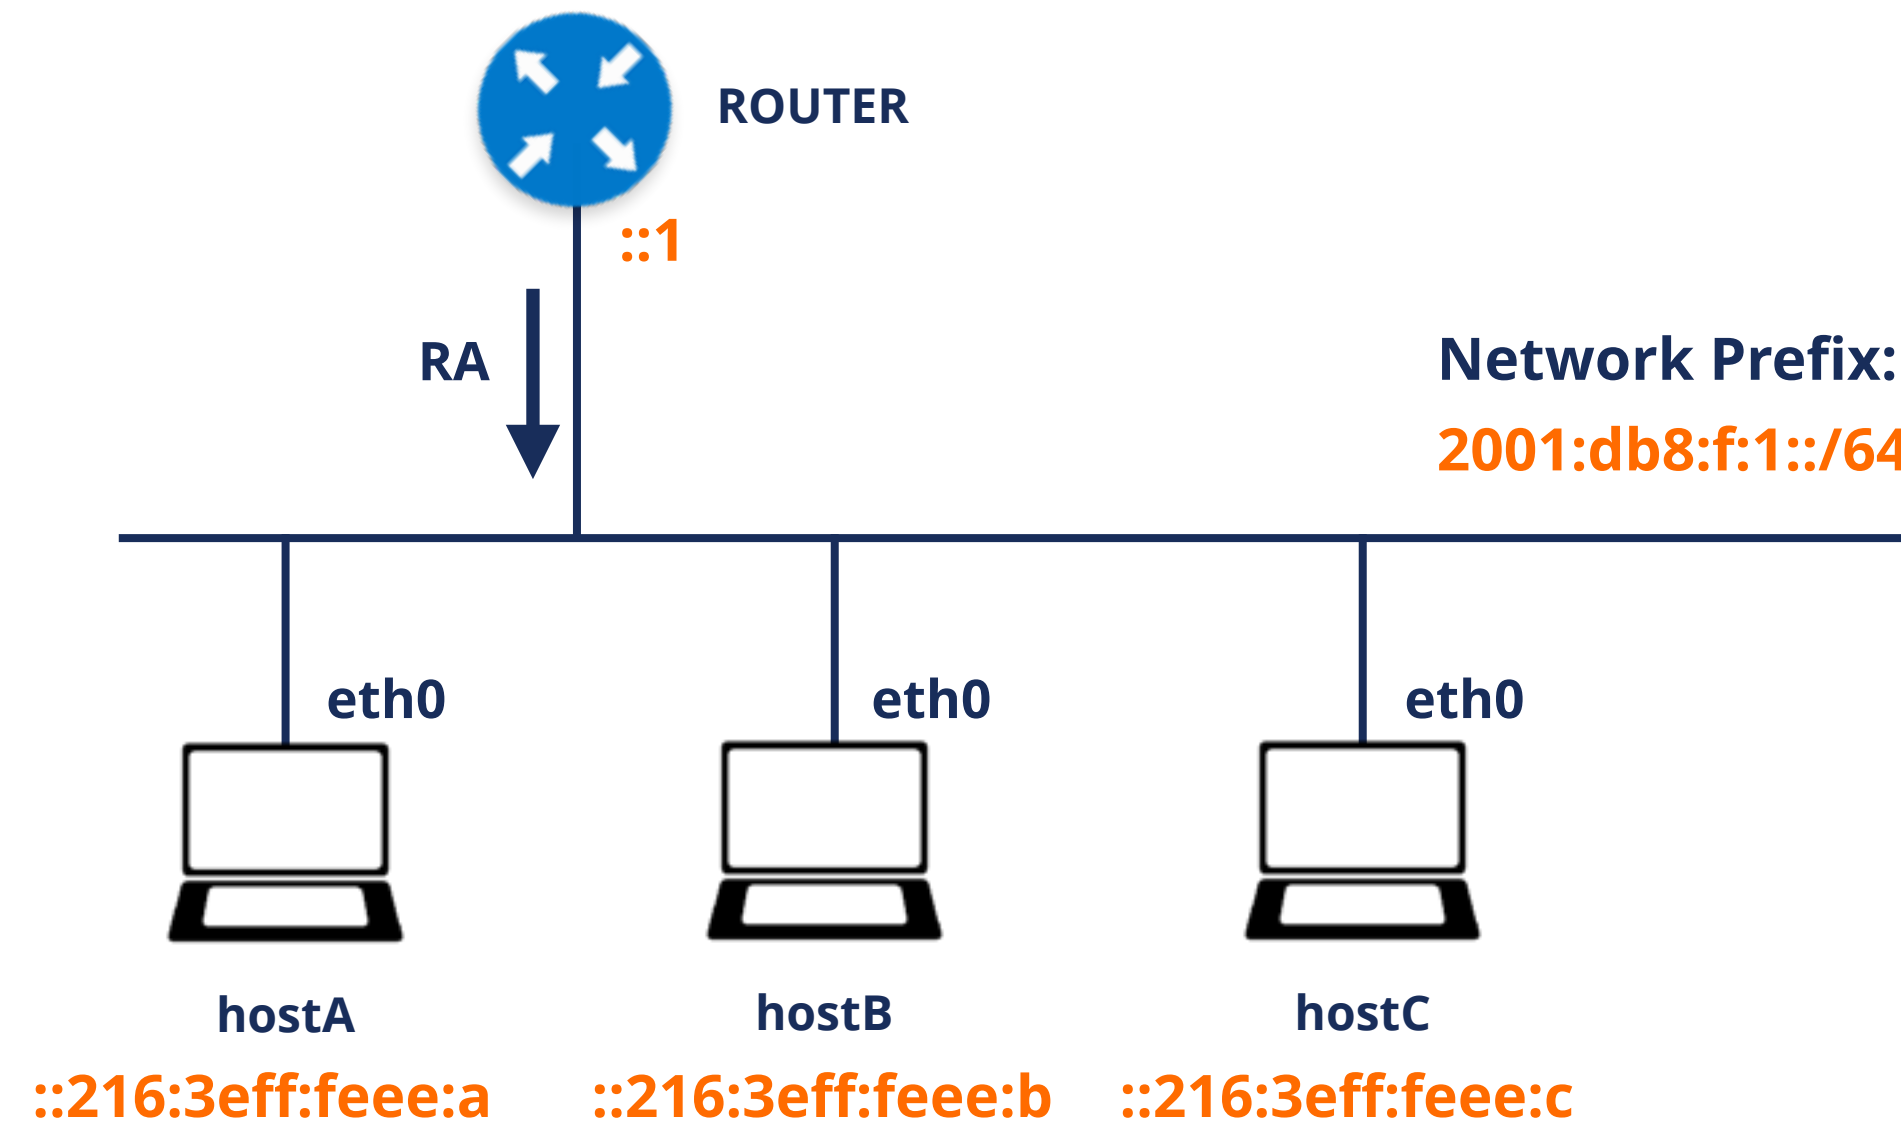 ROUTER
::1
RA
Network Prefix:
2001:db8:f:1::/64
eth0
eth0
eth0
hostA
hostB
hostC
::216:3eff:feee:a
::216:3eff:feee:b
::216:3eff:feee:c